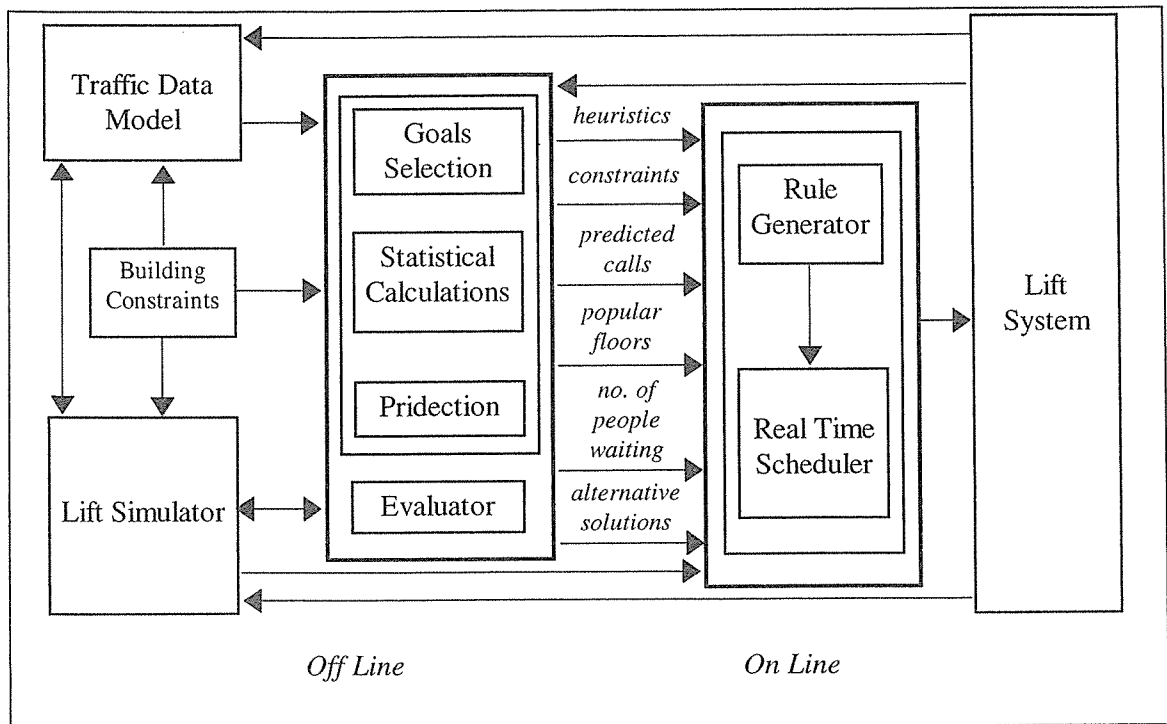 Traffic Data
Model
Building
Constraints
Lift Simulator
Goals
Selection
Statistical
Calculations
Pridection
Evaluator
heuristics
constraints
predicted
calls
popular
floors
no. of
people
waiting
alternative
solutions
Rule
Generator
Real Time
Scheduler
Lift
System
Off Line
On Line